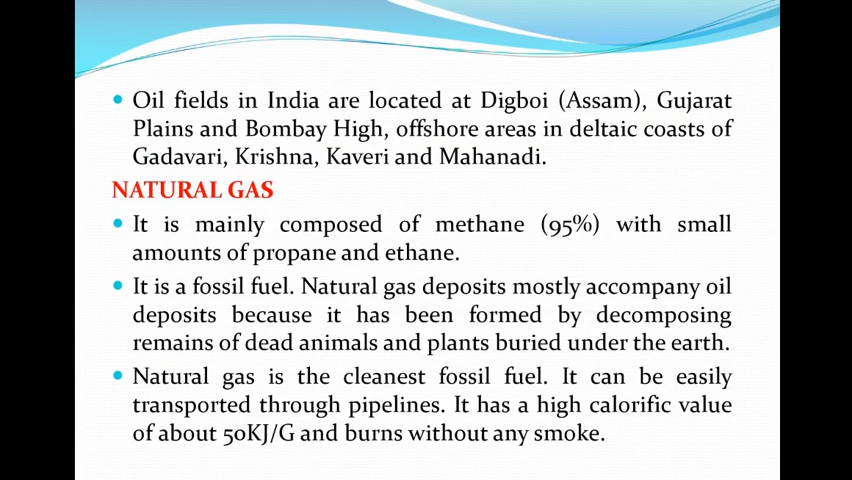 • Oil fields in India are located at Digboi (Assam), Gujarat
Plains and Bombay High, offshore areas in deltaic coasts of
Gadavari, Krishna, Kaveri and Mahanadi.
NATURAL GAS
• It is mainly composed of methane (95%) with small
amounts of propane and ethane.
• It is a fossil fuel. Natural gas deposits mostly accompany oil
deposits because it has been formed by decomposing
remains of dead animals and plants buried under the earth.
• Natural gas is the cleanest fossil fuel. It can be easily
transported through pipelines. It has a high calorific value
of about 50KJ/G and burns without any smoke.